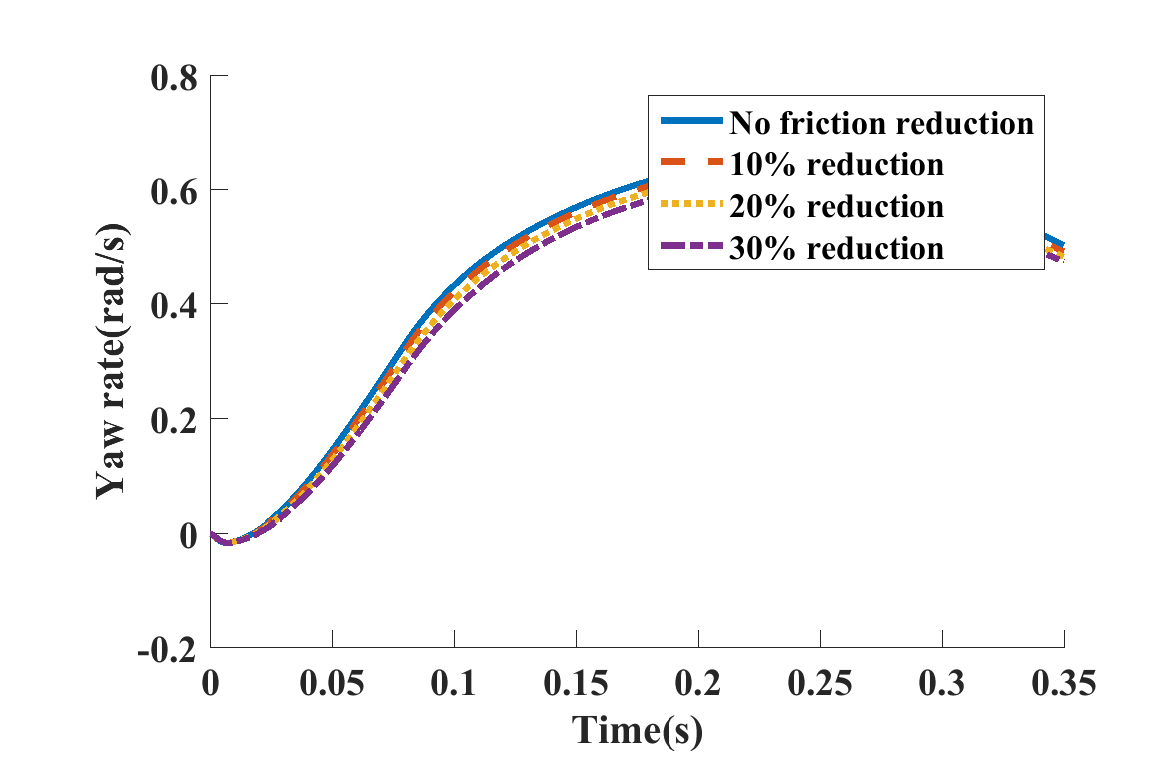 0.8
0.6
0.4
0.2
0
-0.2
Yaw rate(rad/s)
No friction reduction
10% reduction
20% reduction
30% reduction
0 0.05 0.1 0.15 0.2 0.25 0.3 0.35
Time(s)